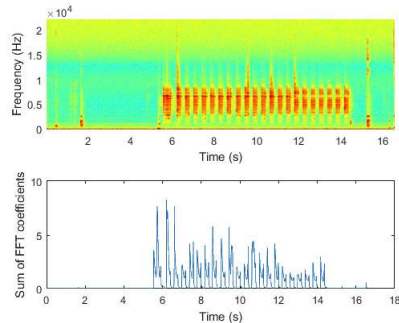 × 10⁴
2
1.5
1
0.5
0
Frequency (Hz)
2 4 6 8 10 12 14 16
Time (s)
10
5
0
Sum of FFT coefficients
0 2 4 6 8 10 12 14 16 18
Time (s)